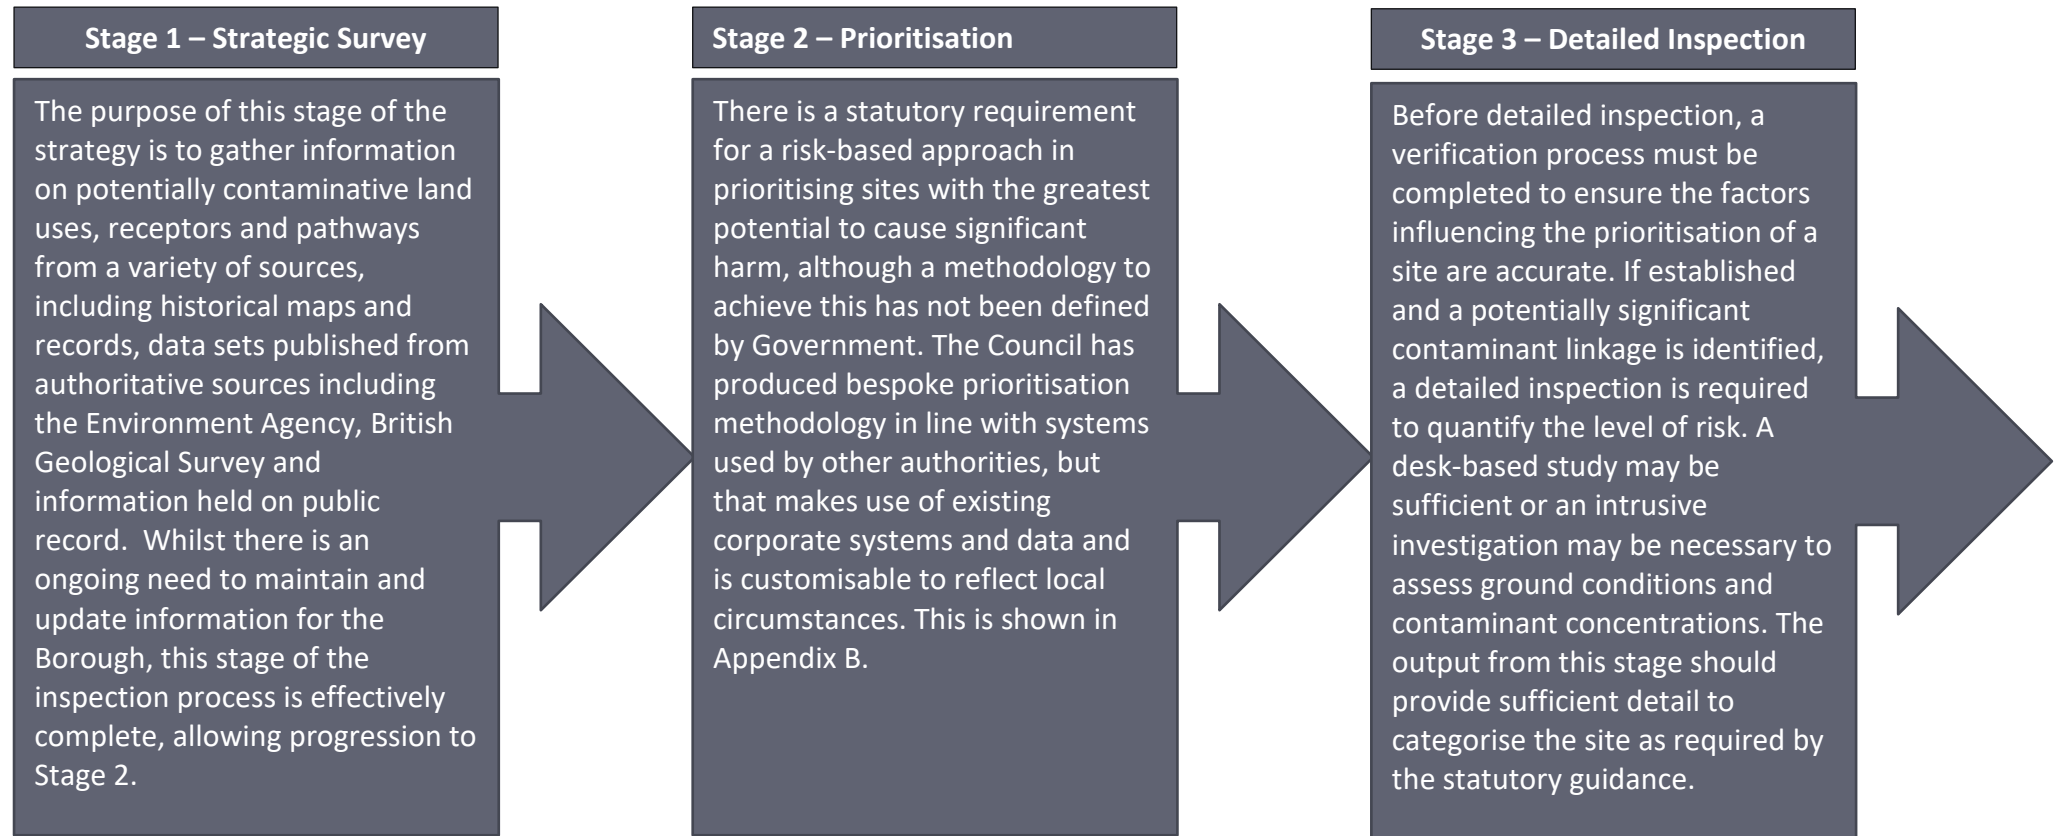 Stage 1 – Strategic Survey
The purpose of this stage of the
strategy is to gather information
on potentially contaminative land
uses, receptors and pathways
from a variety of sources,
including historical maps and
records, data sets published from
authoritative sources including
the Environment Agency, British
Geological Survey and
information held on public
record.  Whilst there is an
ongoing need to maintain and
update information for the
Borough, this stage of the
inspection process is effectively
complete, allowing progression to
Stage 2.
Stage 2 – Prioritisation
There is a statutory requirement
for a risk-based approach in
prioritising sites with the greatest
potential to cause significant
harm, although a methodology to
achieve this has not been defined
by Government. The Council has
produced bespoke prioritisation
methodology in line with systems
used by other authorities, but
that makes use of existing
corporate systems and data and
is customisable to reflect local
circumstances. This is shown in
Appendix B.
Stage 3 – Detailed Inspection
Before detailed inspection, a
verification process must be
completed to ensure the factors
influencing the prioritisation of a
site are accurate. If established
and a potentially significant
contaminant linkage is identified,
a detailed inspection is required
to quantify the level of risk. A
desk-based study may be
sufficient or an intrusive
investigation may be necessary to
assess ground conditions and
contaminant concentrations. The
output from this stage should
provide sufficient detail to
categorise the site as required by
the statutory guidance.